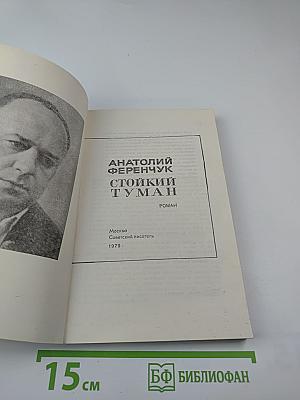 АНАТОЛИЙ
ФЕРЕНЧУК
СТОЙКИЙ
ТУМАН
РОМАН
Москва
Советский писатель
1979
15 см
БФ БИБЛИОФАН